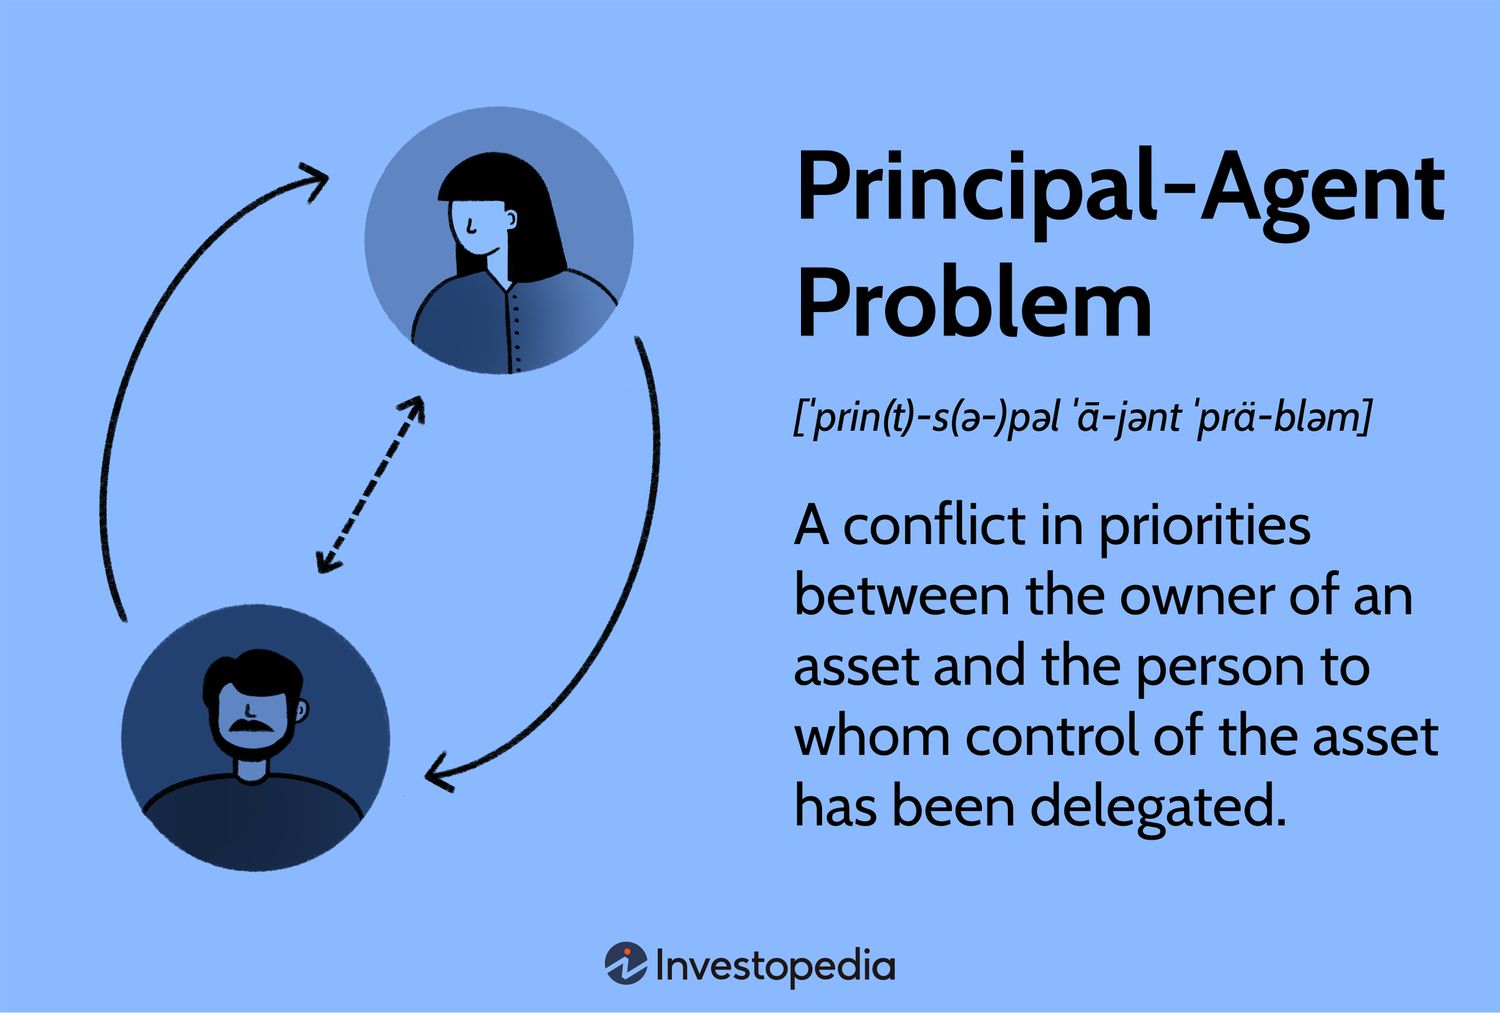 Principal-Agent
Problem
[ˈprin(t)-s(ə-)pəl ˈā-jənt ˈprä-bləm]
A conflict in priorities
between the owner of an
asset and the person to
whom control of the asset
has been delegated.
Investopedia